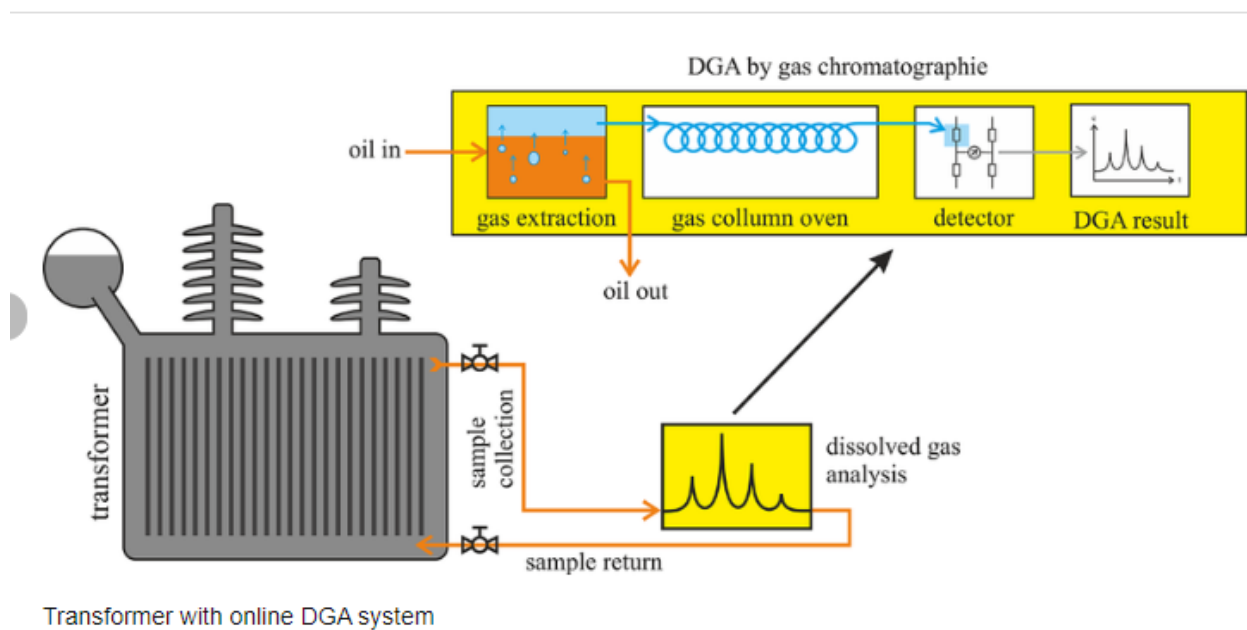 DGA by gas chromatographie
oil in
gas extraction
gas collumn oven
detector
DGA result
oil out
transformer
sample
collection
dissolved gas
analysis
sample return
Transformer with online DGA system